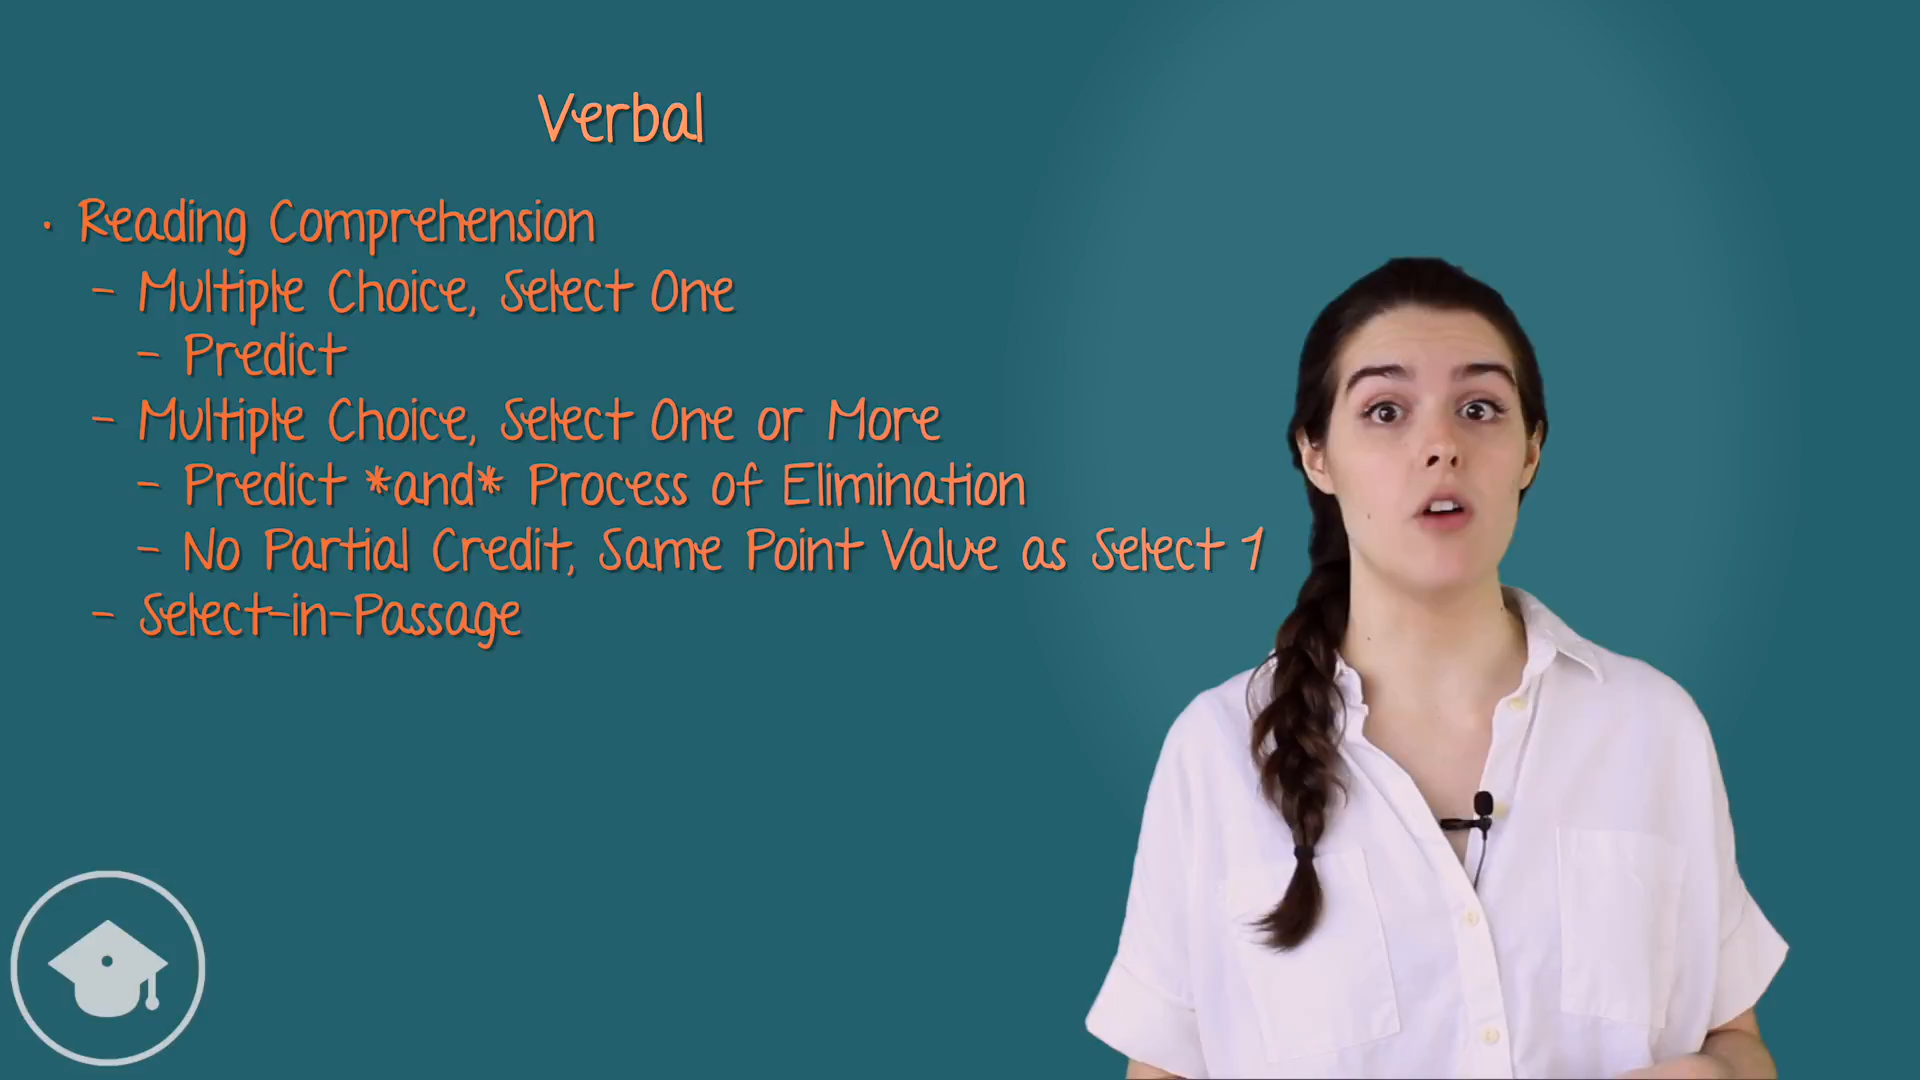 Verbal
· Reading Comprehension
- Multiple Choice, Select One
- Predict
- Multiple Choice, Select One or More
- Predict *and* Process of Elimination
- No Partial Credit, Same Point Value as Select 1
- Select-in-Passage